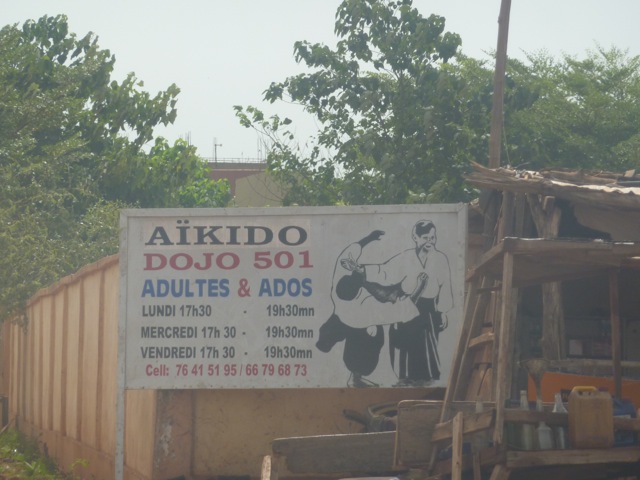 AÏKIDO
DOJO 501
ADULTES & ADOS
LUNDI 17h30 - 19h30mn
MERCREDI 17h 30 - 19h30mn
VENDREDI 17h 30 - 19h30mn
Cell: 76 41 51 95 / 66 79 68 73